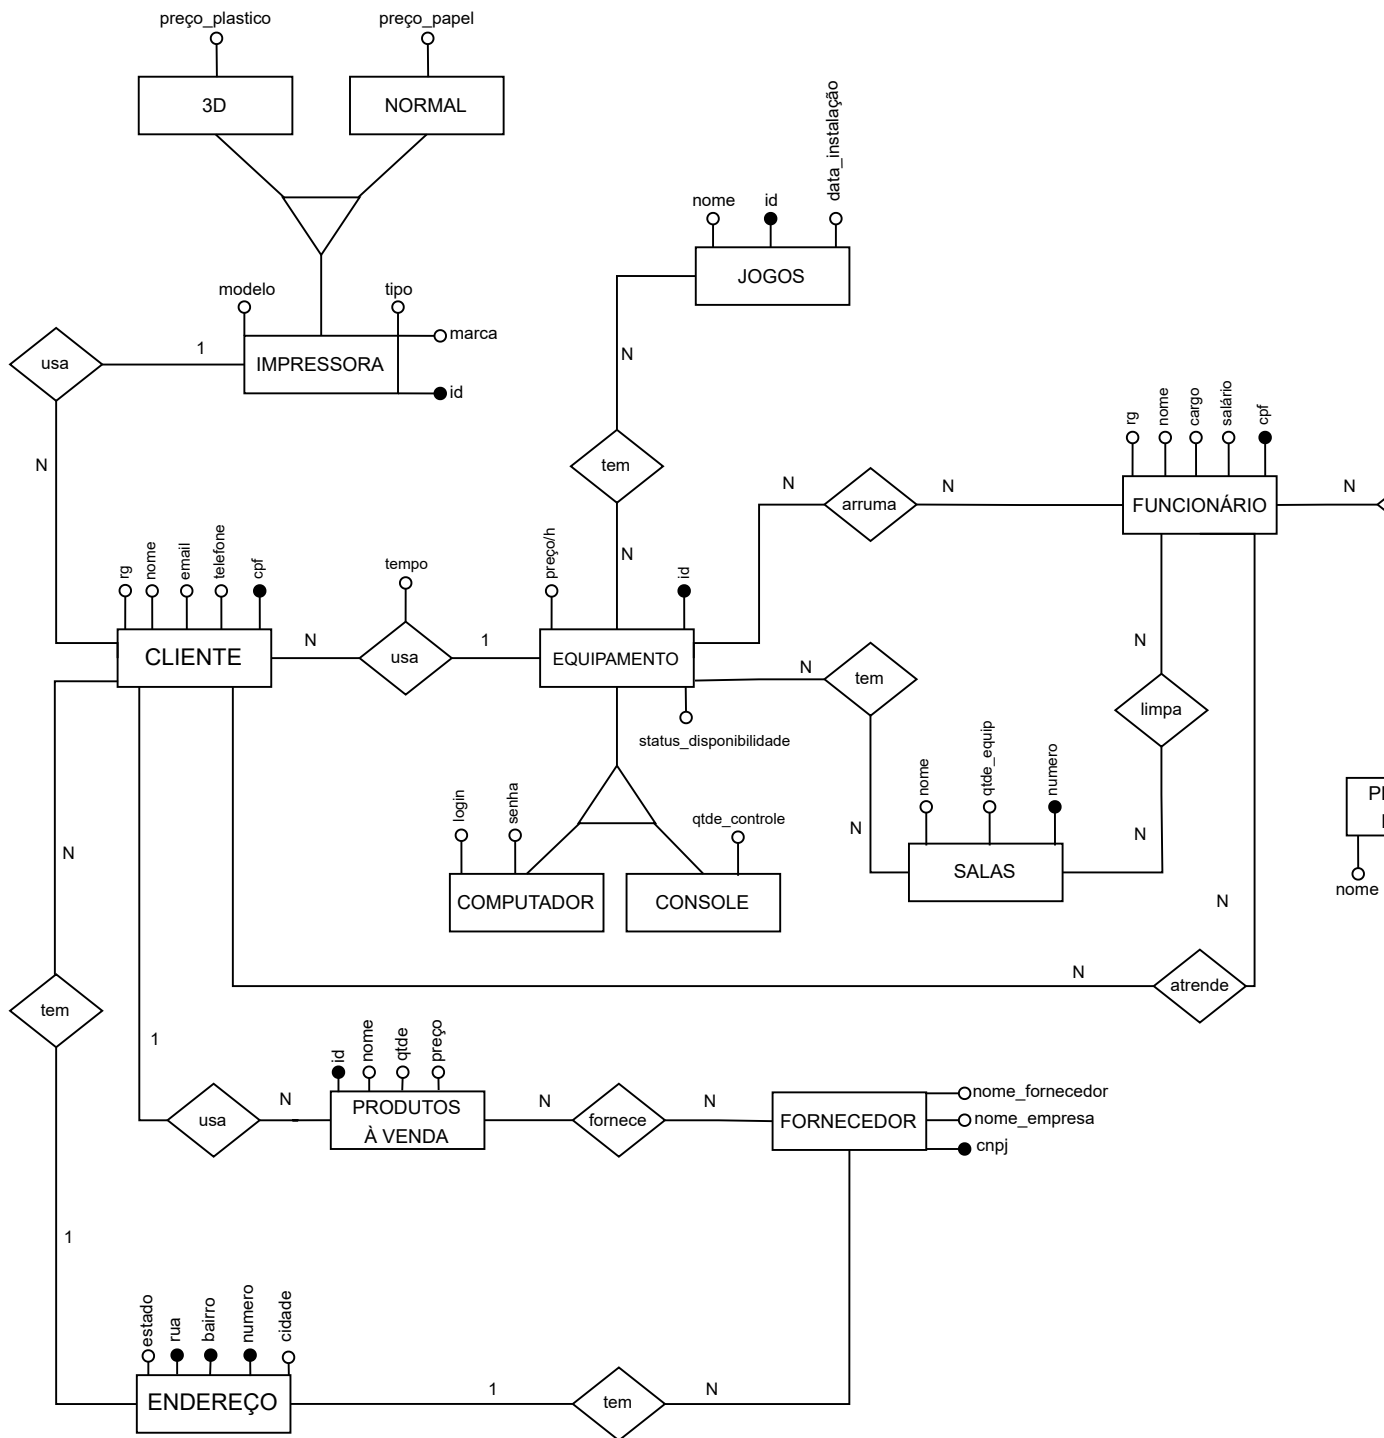 preço_plastico
preço_papel
3D
NORMAL
data_instalação
nome
id
JOGOS
modelo
tipo
marca
usa
1
IMPRESSORA
id
N
N
tem
rg
nome
cargo
salário
cpf
N
N
arruma
FUNCIONÁRIO
N
rg
nome
email
telefone
cpf
tempo
preço/h
N
id
CLIENTE
N
usa
1
EQUIPAMENTO
N
tem
N
limpa
status_disponibilidade
login
senha
qtde_controle
nome
qtde_equip
numero
N
N
N
SALAS
COMPUTADOR
CONSOLE
nome
N
N
atrende
tem
1
id
nome
qtde
preço
usa
N
PRODUTOS
À VENDA
N
fornece
N
FORNECEDOR
nome_fornecedor
nome_empresa
cnpj
1
estado
rua
bairro
numero
cidade
ENDEREÇO
1
tem
N